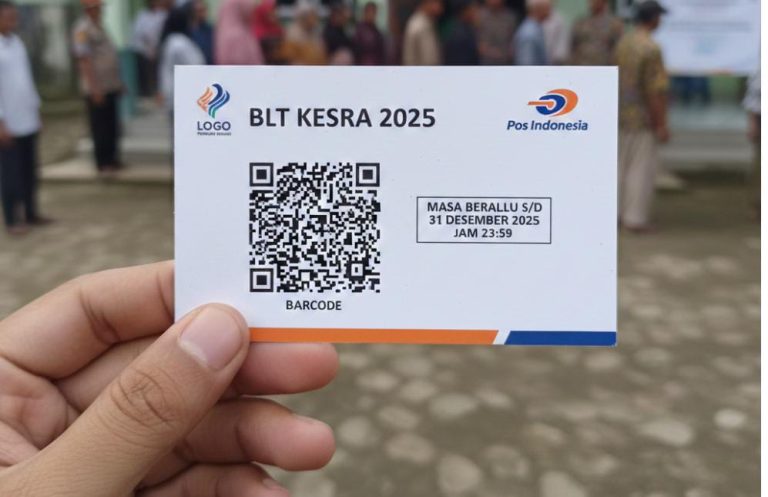 LOGO
BLT KESRA 2025
Pos Indonesia
MASA BERALLU S/D
31 DESEMBER 2025
JAM 23:59
BARCODE